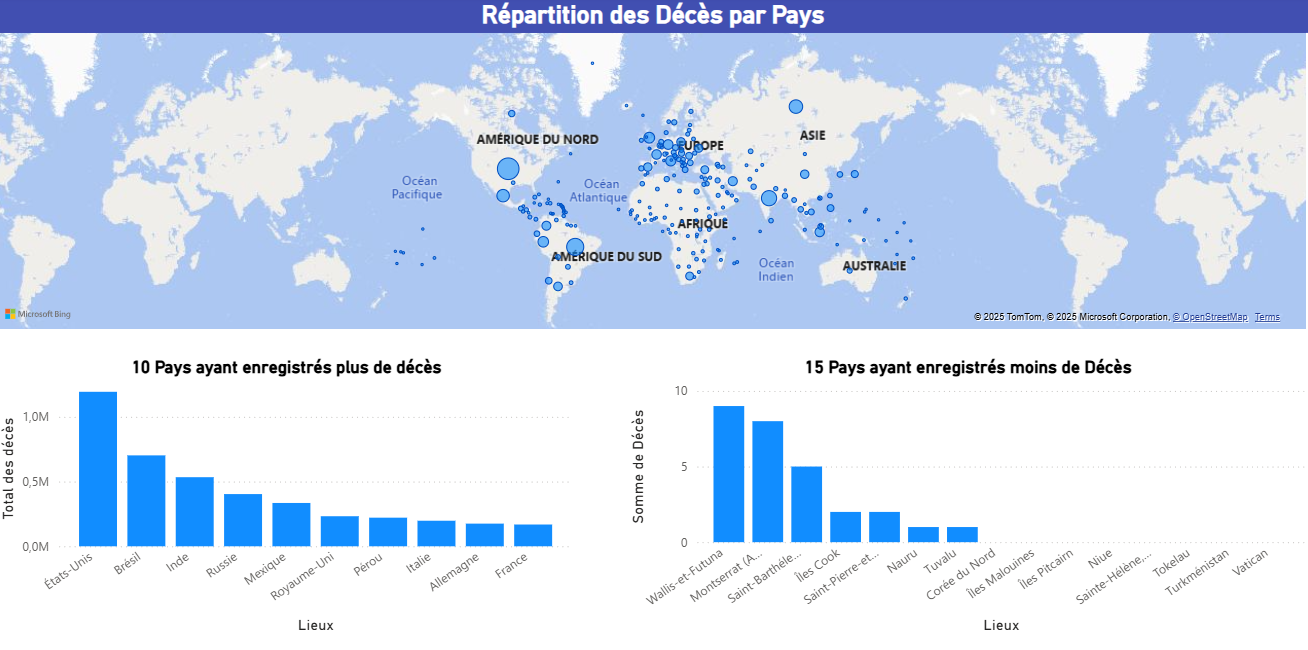 Répartition des Décès par Pays
AMÉRIQUE DU NORD
EUROPE
ASIE
Océan
Pacifique
Océan
Atlantique
AFRIQUE
AMÉRIQUE DU SUD
Océan
Indien
AUSTRALIE
Microsoft Bing
© 2025 TomTom, © 2025 Microsoft Corporation, © OpenStreetMap Terms
10 Pays ayant enregistrés plus de décès
Total des décès
1,0M
0,5M
0,0M
États-Unis
Brésil
Inde
Russie
Mexique
Royaume-Uni
Pérou
Italie
Allemagne
France
Lieux
15 Pays ayant enregistrés moins de Décès
Somme de Décès
10
5
0
Wallis-et-Futuna
Montserrat (A...
Saint-Barthéle...
Îles Cook
Saint-Pierre-et...
Nauru
Tuvalu
Corée du Nord
Îles Malouines
Îles Pitcairn
Niue
Sainte-Hélène,...
Tokelau
Turkménistan
Vatican
Lieux